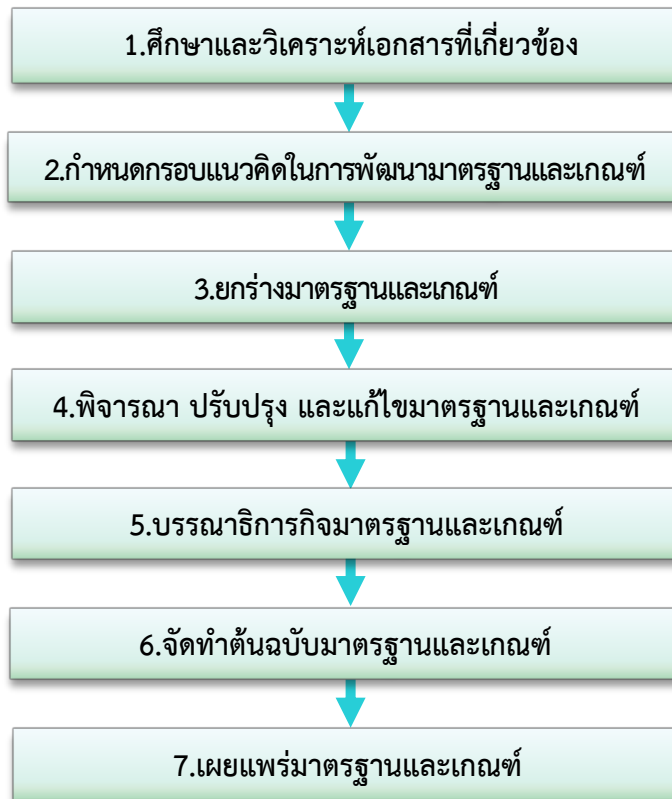 1.ศึกษาและวิเคราะห์เอกสารที่เกี่ยวข้อง
2.กำหนดกรอบแนวคิดในการพัฒนามาตรฐานและเกณฑ์
3.ยกร่างมาตรฐานและเกณฑ์
4.พิจารณา ปรับปรุง และแก้ไขมาตรฐานและเกณฑ์
5.บรรณาธิการกิจมาตรฐานและเกณฑ์
6.จัดทำต้นฉบับมาตรฐานและเกณฑ์
7.เผยแพร่มาตรฐานและเกณฑ์